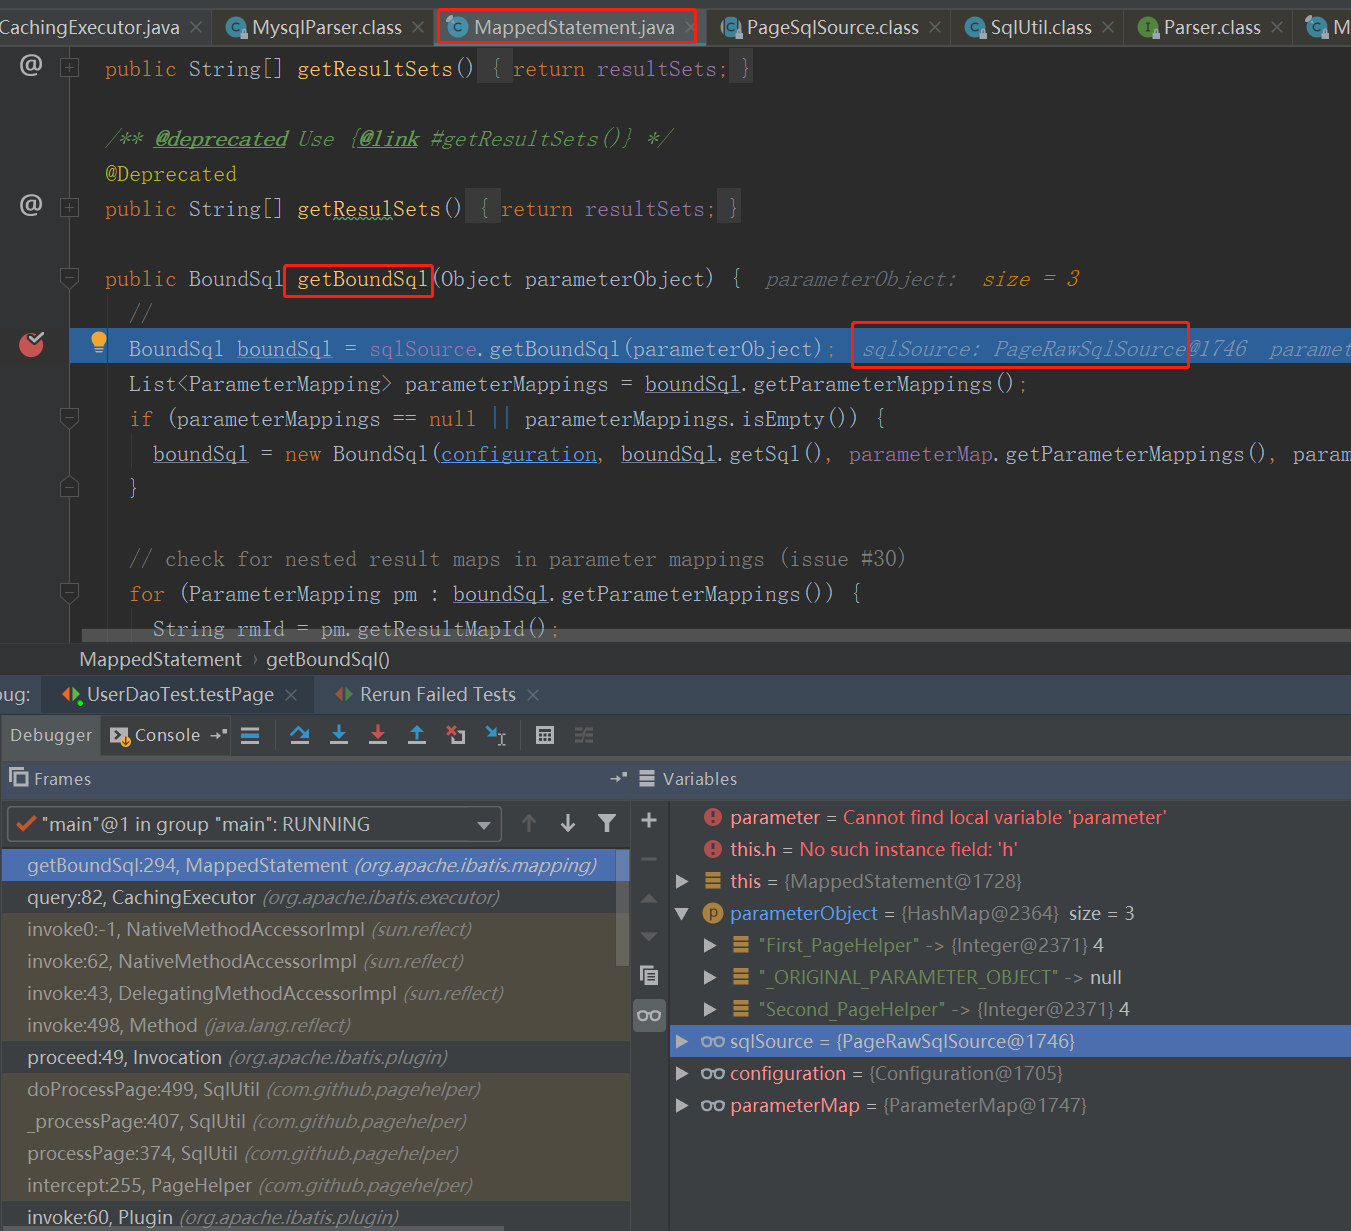 CachingExecutor.java MysqlParser.class MappedStatement.java PageSqlSource.class SqlUtil.class Parser.class M
public String[] getResultSets() { return resultSets; }
/** @deprecated Use {@link #getResultSets()} */
@Deprecated
public String[] getResulSets() { return resultSets; }
public BoundSql getBoundSql(Object parameterObject) { parameterObject: size = 3
//
BoundSql boundSql = sqlSource.getBoundSql(parameterObject); sqlSource: PageRawSqlSource@1746 paramet
List<ParameterMapping> parameterMappings = boundSql.getParameterMappings();
if (parameterMappings == null || parameterMappings.isEmpty()) {
boundSql = new BoundSql(configuration, boundSql.getSql(), parameterMap.getParameterMappings(), param
}
// check for nested result maps in parameter mappings (issue #30)
for (ParameterMapping pm : boundSql.getParameterMappings()) {
String rmId = pm.getResultMapId();
MappedStatement › getBoundSql()
oug: UserDaoTest.testPage Rerun Failed Tests
Debugger Console
Frames
"main"@1 in group "main": RUNNING
getBoundSql:294, MappedStatement (org.apache.ibatis.mapping)
query:82, CachingExecutor (org.apache.ibatis.executor)
invoke0:-1, NativeMethodAccessorImpl (sun.reflect)
invoke:62, NativeMethodAccessorImpl (sun.reflect)
invoke:43, DelegatingMethodAccessorImpl (sun.reflect)
invoke:498, Method (java.lang.reflect)
proceed:49, Invocation (org.apache.ibatis.plugin)
doProcessPage:499, SqlUtil (com.github.pagehelper)
_processPage:407, SqlUtil (com.github.pagehelper)
processPage:374, SqlUtil (com.github.pagehelper)
intercept:255, PageHelper (com.github.pagehelper)
invoke:60, Plugin (org.apache.ibatis.plugin)
Variables
parameter = Cannot find local variable 'parameter'
this.h = No such instance field: 'h'
this = {MappedStatement@1728}
parameterObject = {HashMap@2364} size = 3
"First_PageHelper" -> {Integer@2371} 4
"_ORIGINAL_PARAMETER_OBJECT" -> null
"Second_PageHelper" -> {Integer@2371} 4
sqlSource = {PageRawSqlSource@1746}
configuration = {Configuration@1705}
parameterMap = {ParameterMap@1747}